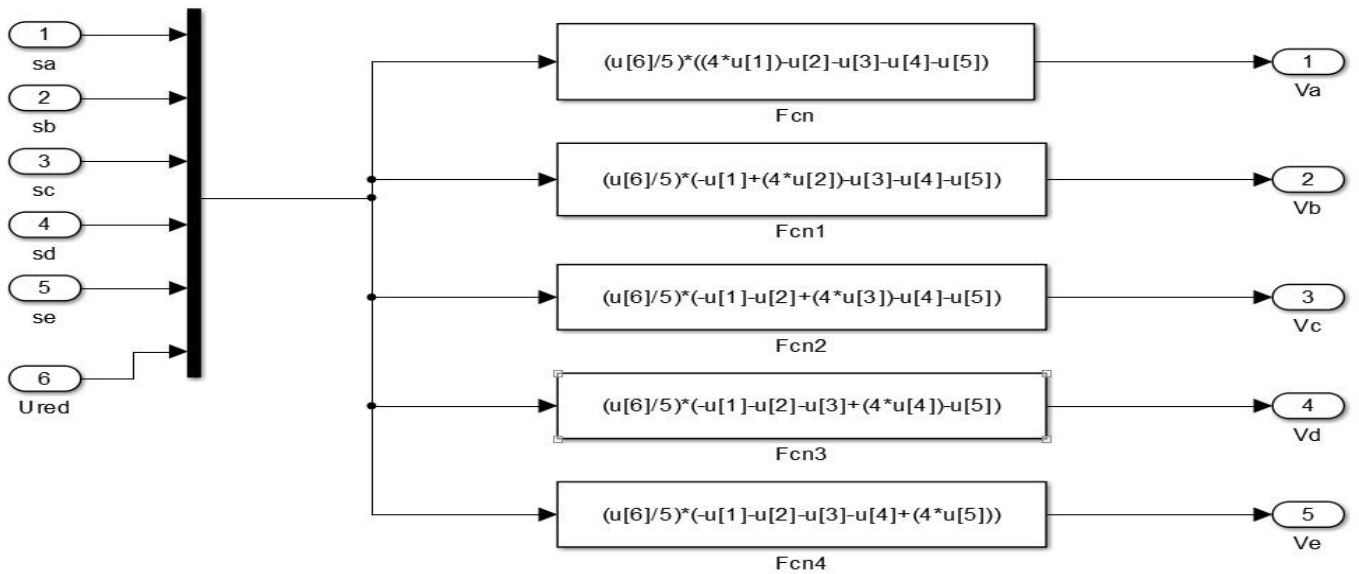 1
sa
2
sb
3
sc
4
sd
5
se
6
Ured
(u[6]/5)*((4*u[1])-u[2]-u[3]-u[4]-u[5])
Fcn
(u[6]/5)*(-u[1]+(4*u[2])-u[3]-u[4]-u[5])
Fcn1
(u[6]/5)*(-u[1]-u[2]+(4*u[3])-u[4]-u[5])
Fcn2
(u[6]/5)*(-u[1]-u[2]-u[3]+(4*u[4])-u[5])
Fcn3
(u[6]/5)*(-u[1]-u[2]-u[3]-u[4]+(4*u[5]))
Fcn4
1
Va
2
Vb
3
Vc
4
Vd
5
Ve